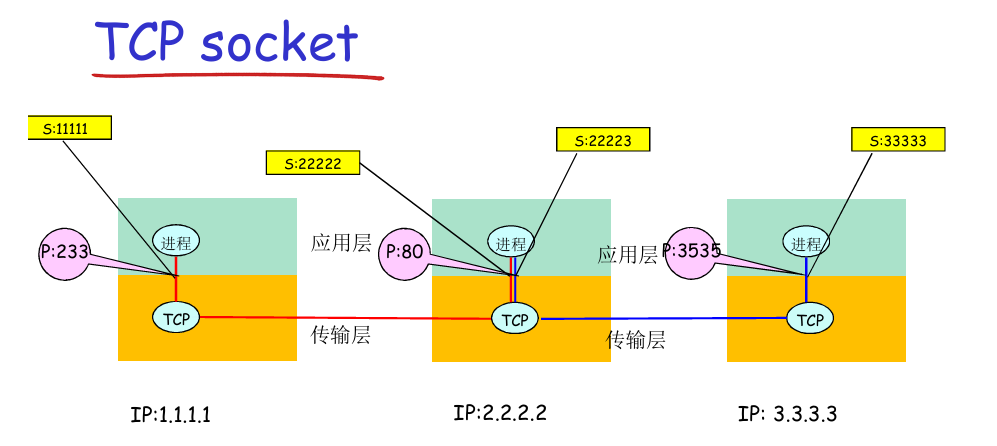 TCP socket
S:11111
S:22222
S:22223
S:33333
P:233
进程
应用层
P:80
进程
应用层
P:3535
进程
TCP
传输层
TCP
传输层
TCP
IP:1.1.1.1
IP:2.2.2.2
IP: 3.3.3.3